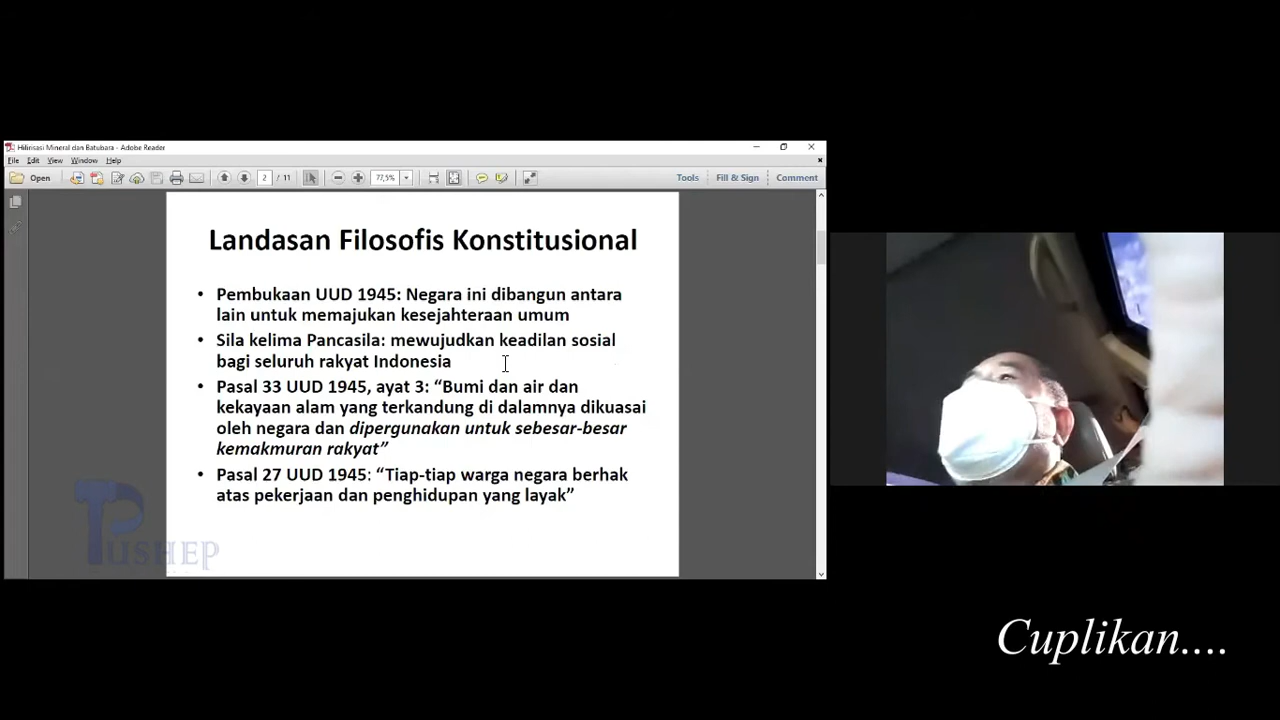 Hilirisasi Mineral dan Batubara - Adobe Reader
File Edit View Window Help
Open 2 / 11 77,5% Tools Fill & Sign Comment
Landasan Filosofis Konstitusional
• Pembukaan UUD 1945: Negara ini dibangun antara
lain untuk memajukan kesejahteraan umum
• Sila kelima Pancasila: mewujudkan keadilan sosial
bagi seluruh rakyat Indonesia
• Pasal 33 UUD 1945, ayat 3: “Bumi dan air dan
kekayaan alam yang terkandung di dalamnya dikuasai
oleh negara dan dipergunakan untuk sebesar-besar
kemakmuran rakyat”
• Pasal 27 UUD 1945: “Tiap-tiap warga negara berhak
atas pekerjaan dan penghidupan yang layak”
PUSHEP
Cuplikan....